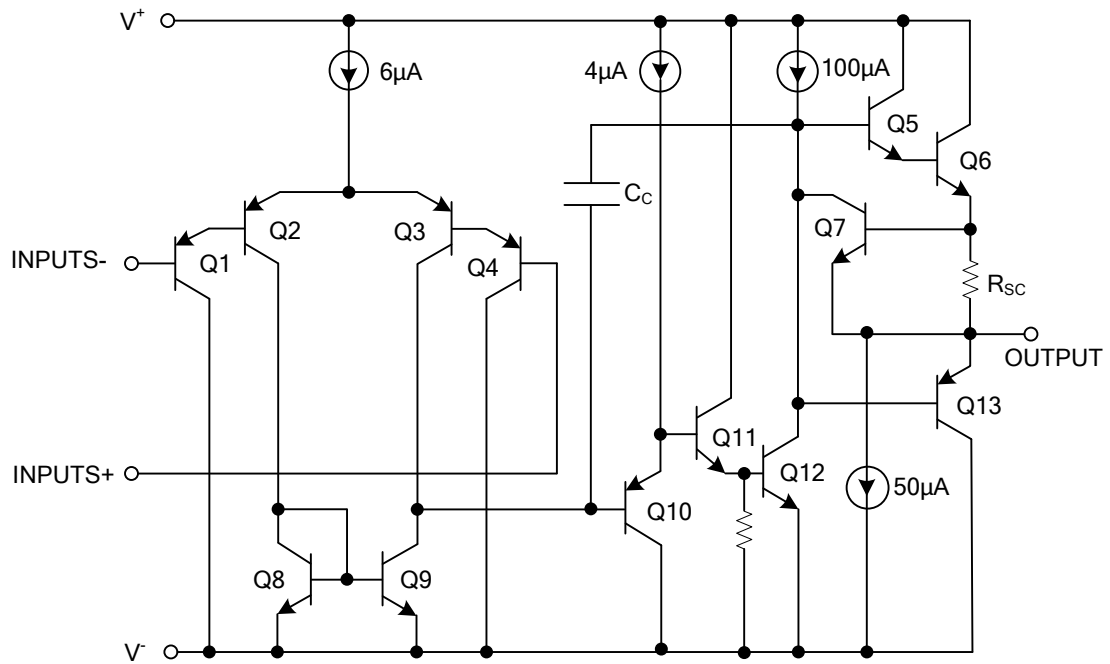 V+
6μA
4μA
100μA
Q5
Q6
CC
Q2
Q3
Q7
INPUTS-
Q1
Q4
RSC
OUTPUT
Q13
Q11
INPUTS+
Q12
50μA
Q10
Q8
Q9
V-